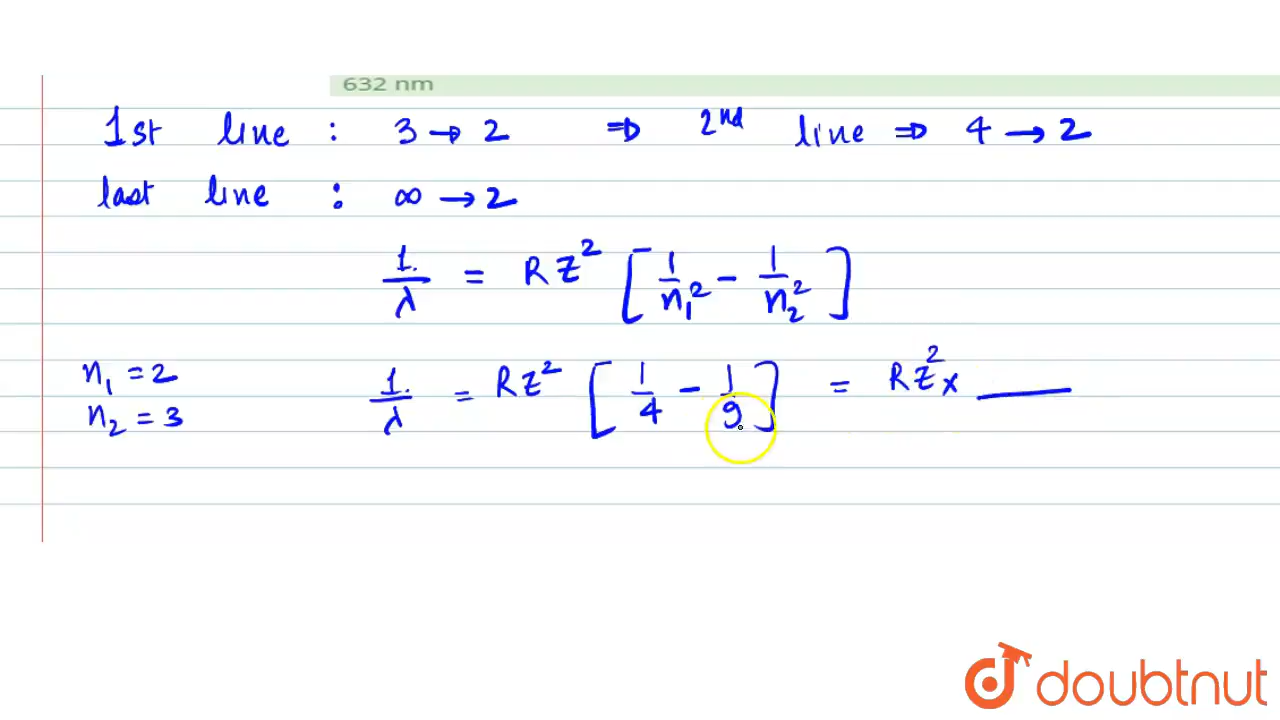 632 nm
1st line : 3 → 2 ⇒ 2nd line ⇒ 4 → 2
last line : ∞ → 2
1/λ = RZ² [1/n₁² − 1/n₂²]
n₁ = 2
n₂ = 3
1/λ = RZ² [1/4 − 1/9] = RZ² × ___
doubtnut